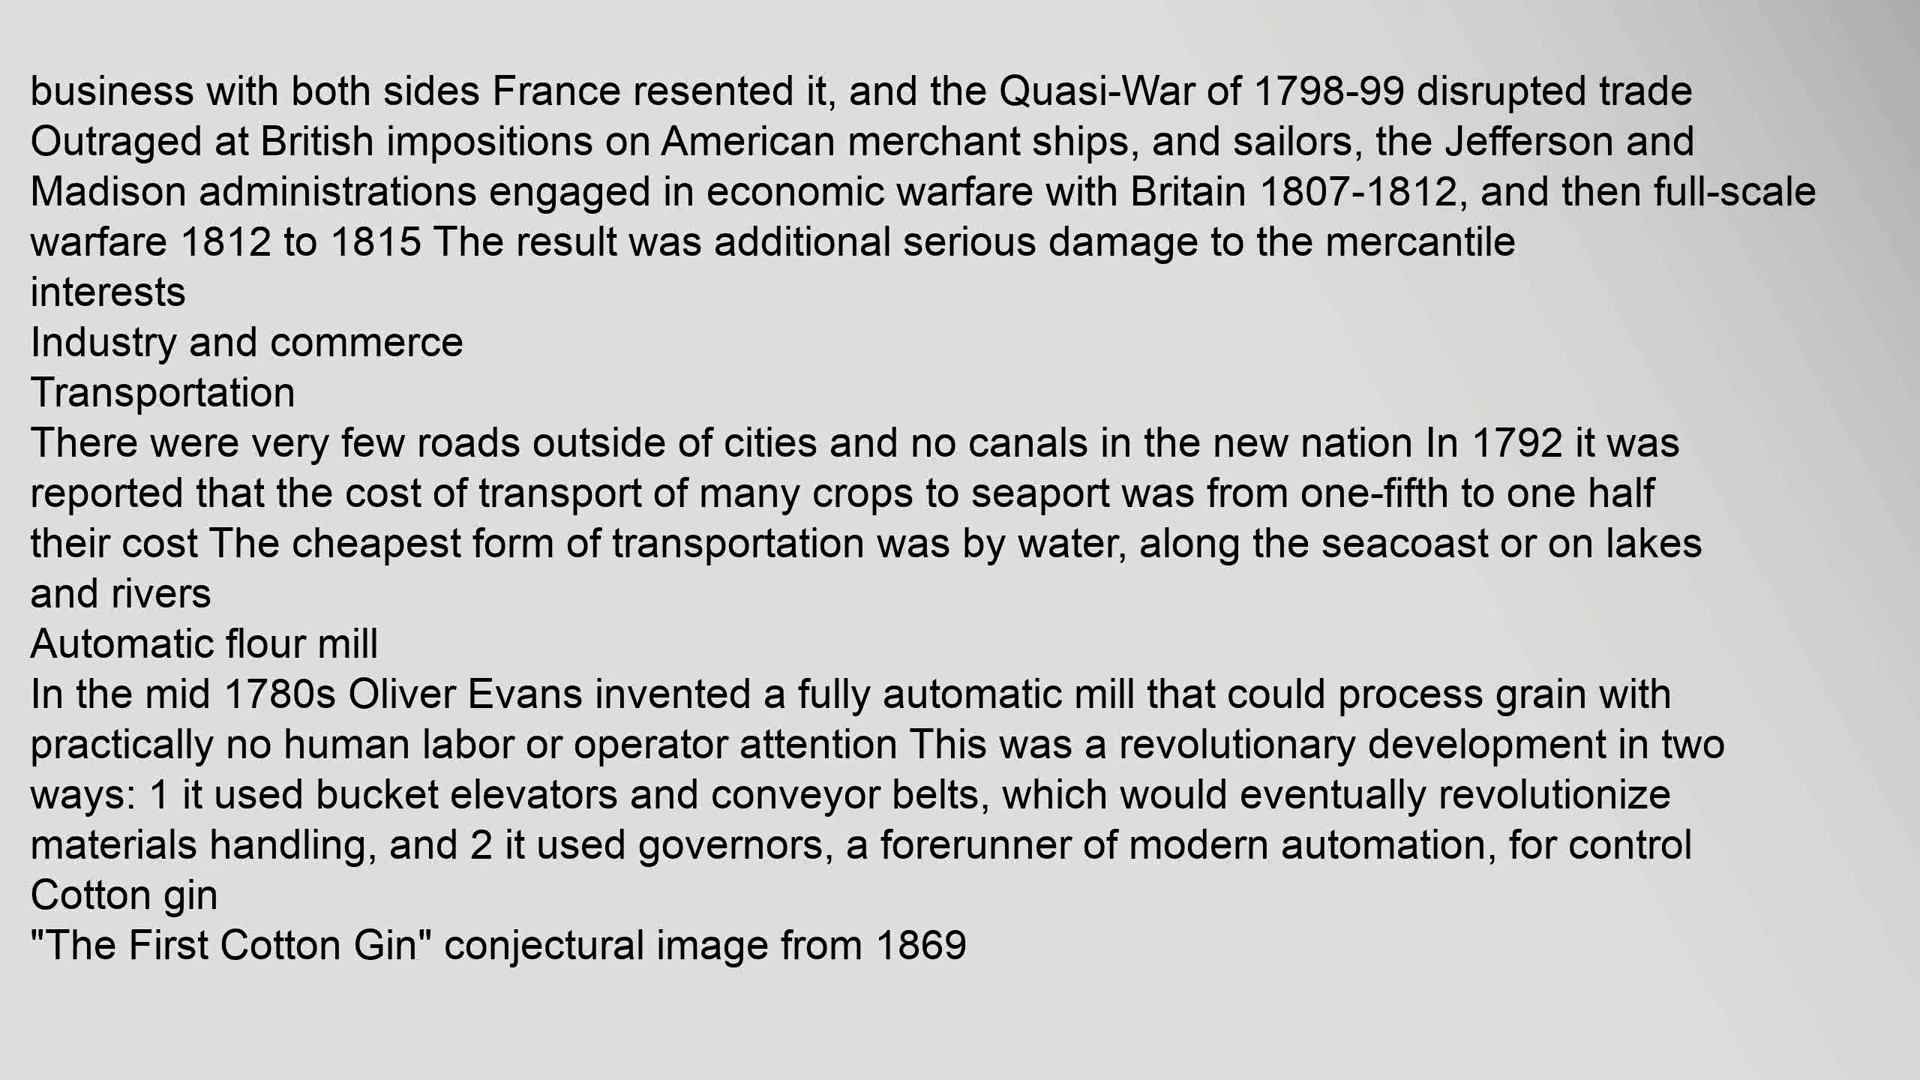 business with both sides France resented it, and the Quasi-War of 1798-99 disrupted trade
Outraged at British impositions on American merchant ships, and sailors, the Jefferson and
Madison administrations engaged in economic warfare with Britain 1807-1812, and then full-scale
warfare 1812 to 1815 The result was additional serious damage to the mercantile
interests
Industry and commerce
Transportation
There were very few roads outside of cities and no canals in the new nation In 1792 it was
reported that the cost of transport of many crops to seaport was from one-fifth to one half
their cost The cheapest form of transportation was by water, along the seacoast or on lakes
and rivers
Automatic flour mill
In the mid 1780s Oliver Evans invented a fully automatic mill that could process grain with
practically no human labor or operator attention This was a revolutionary development in two
ways: 1 it used bucket elevators and conveyor belts, which would eventually revolutionize
materials handling, and 2 it used governors, a forerunner of modern automation, for control
Cotton gin
"The First Cotton Gin" conjectural image from 1869